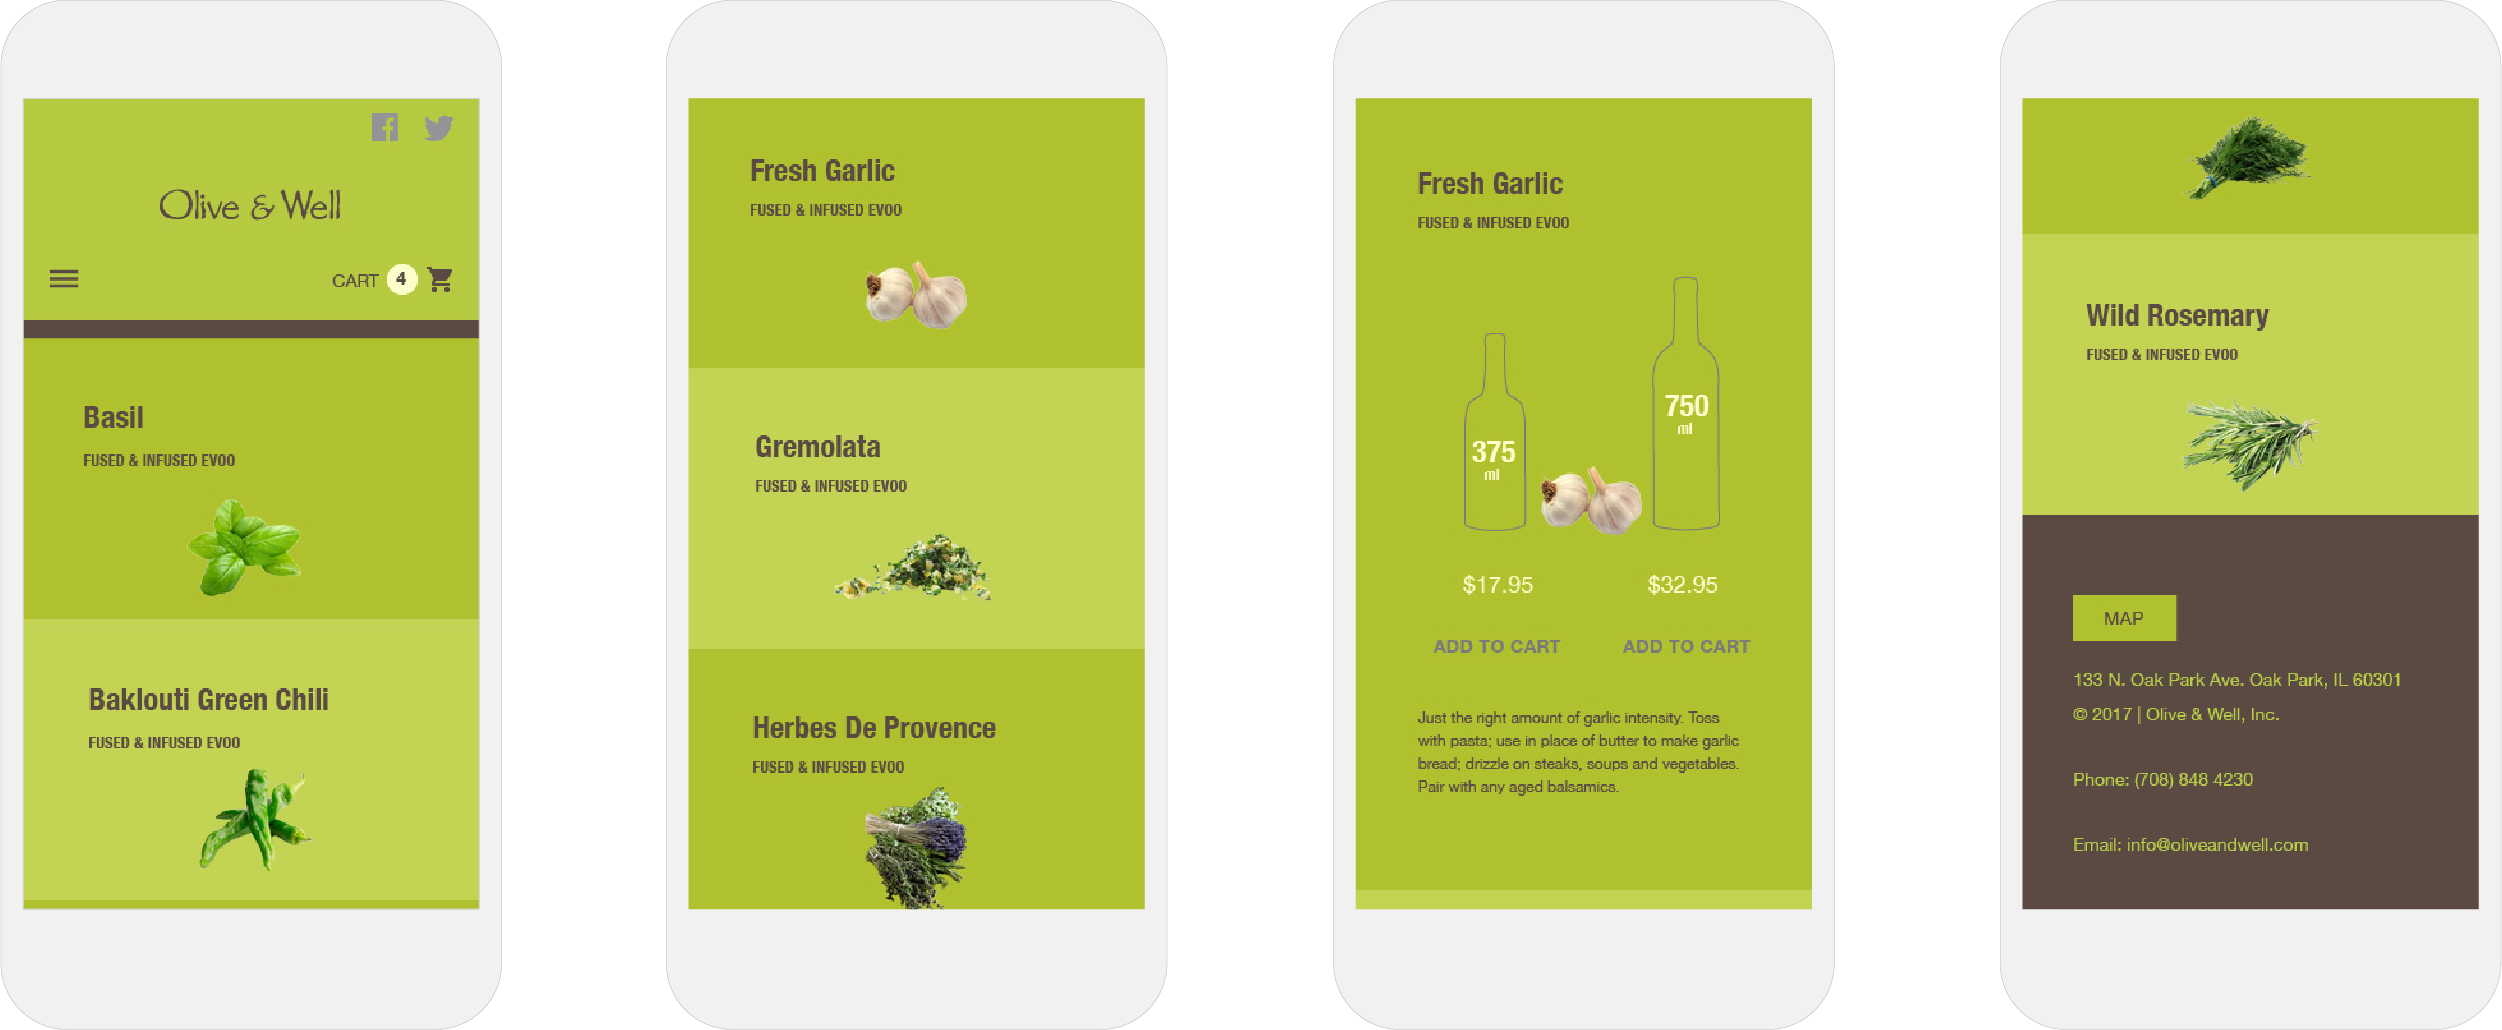 Olive & Well
CART 4
Basil
FUSED & INFUSED EVOO
Baklouti Green Chili
FUSED & INFUSED EVOO
Fresh Garlic
FUSED & INFUSED EVOO
Gremolata
FUSED & INFUSED EVOO
Herbes De Provence
FUSED & INFUSED EVOO
Fresh Garlic
FUSED & INFUSED EVOO
375
ml
750
ml
$17.95 $32.95
ADD TO CART ADD TO CART
Just the right amount of garlic intensity. Toss
with pasta; use in place of butter to make garlic
bread; drizzle on steaks, soups and vegetables.
Pair with any aged balsamics.
Wild Rosemary
FUSED & INFUSED EVOO
MAP
133 N. Oak Park Ave. Oak Park, IL 60301
© 2017 | Olive & Well, Inc.
Phone: (708) 848 4230
Email: info@oliveandwell.com